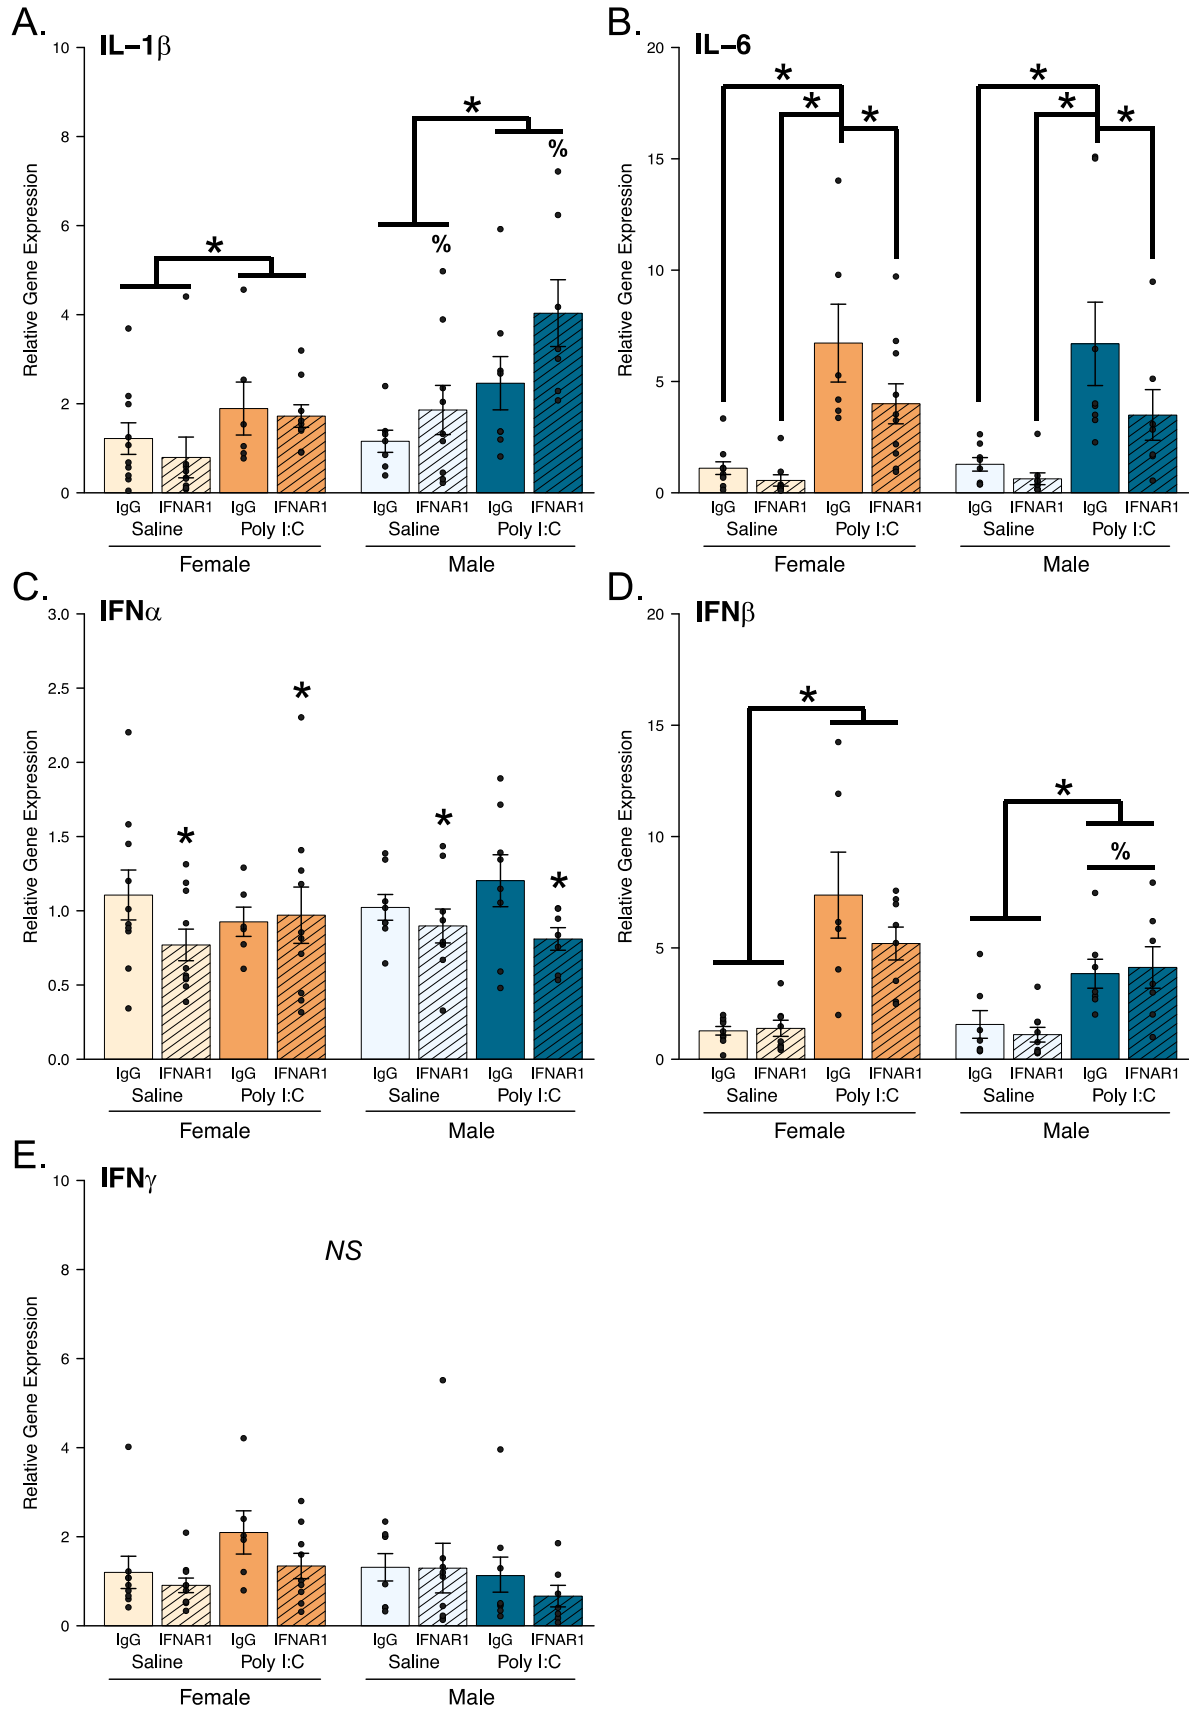 A.
IL−1β
Relative Gene Expression
10
8
6
4
2
0
*
*
%
%
IgG IFNAR1 IgG IFNAR1 IgG IFNAR1 IgG IFNAR1
Saline Poly I:C Saline Poly I:C
Female Male
B.
IL−6
Relative Gene Expression
20
15
10
5
0
* *
* *
* *
IgG IFNAR1 IgG IFNAR1 IgG IFNAR1 IgG IFNAR1
Saline Poly I:C Saline Poly I:C
Female Male
C.
IFNα
Relative Gene Expression
3.0
2.5
2.0
1.5
1.0
0.5
0.0
*
*
*
*
IgG IFNAR1 IgG IFNAR1 IgG IFNAR1 IgG IFNAR1
Saline Poly I:C Saline Poly I:C
Female Male
D.
IFNβ
Relative Gene Expression
20
15
10
5
0
*
*
%
IgG IFNAR1 IgG IFNAR1 IgG IFNAR1 IgG IFNAR1
Saline Poly I:C Saline Poly I:C
Female Male
E.
IFNγ
Relative Gene Expression
10
8
6
4
2
0
NS
IgG IFNAR1 IgG IFNAR1 IgG IFNAR1 IgG IFNAR1
Saline Poly I:C Saline Poly I:C
Female Male